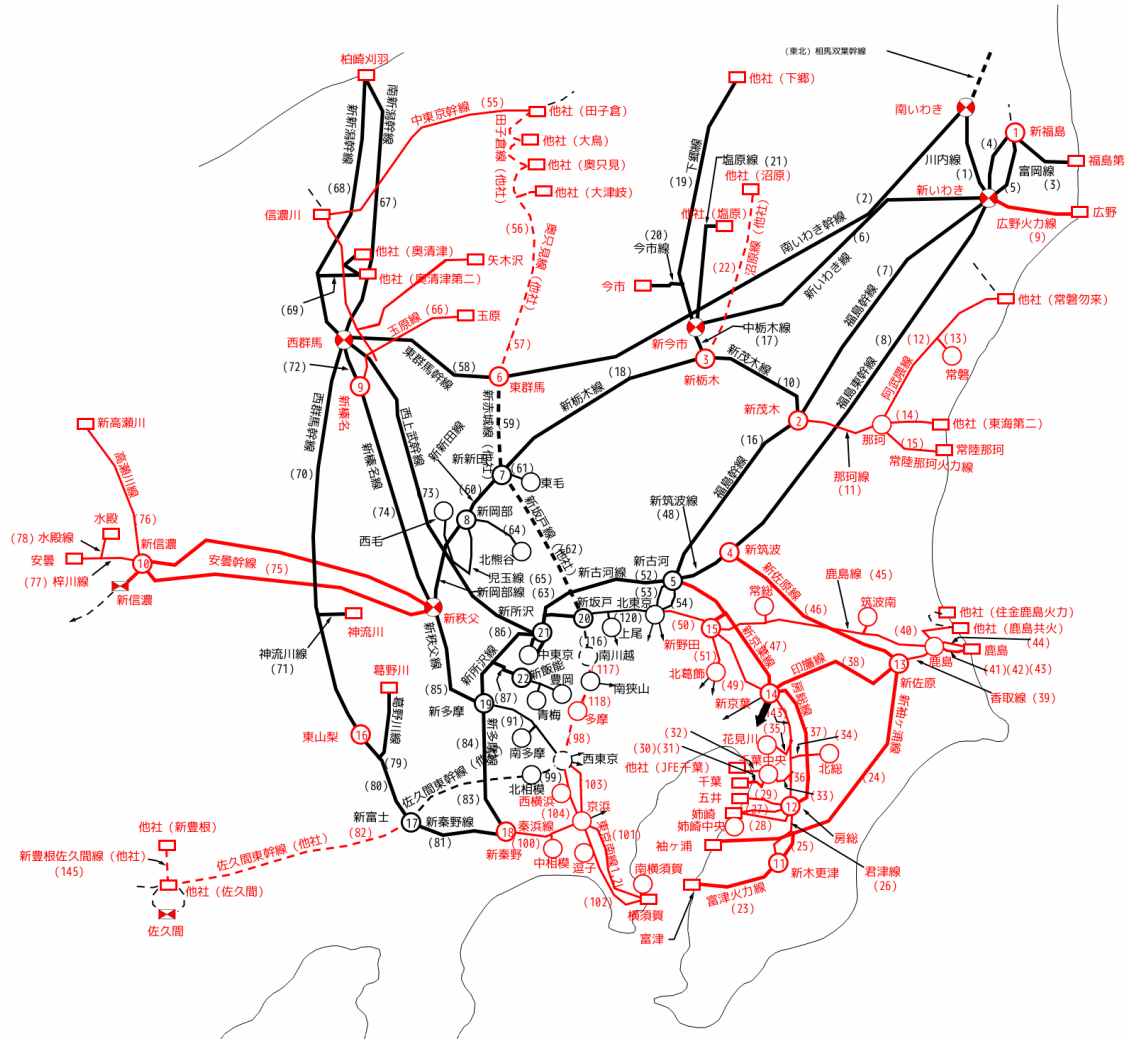 （東北）相馬双葉幹線
柏崎刈羽
南新潟幹線
新新潟幹線
中東京幹線
(55)
田子倉線（他社）
他社（田子倉）
他社（大鳥）
他社（奥只見）
他社（大津岐）
(56)
奥只見線（他社）
(57)
他社（下郷）
下郷線
(19)
塩原線 (21)
他社（沼原）
他社（塩原）
沼原線（他社）
(22)
(20)
今市線
今市
新今市
中栃木線
(17)
南いわき
(1)
川内線
(4)
1
新福島
富岡線
(3)
福島第
新いわき
(5)
広野
広野火力線
(9)
(2)
南いわき幹線
(6)
新いわき線
(7)
福島幹線
(8)
福島東幹線
(68)
(67)
信濃川
他社（奥清津）
他社（奥清津第二）
矢木沢
(69)
玉原線
(66)
玉原
西群馬
(72)
9
新榛名
東群馬幹線
(58)
6
東群馬
(18)
新栃木線
3
新栃木
新茂木線
(10)
新茂木
2
他社（常磐勿来）
(12)
(13)
常磐
阿武隈線
那珂
(14)
他社（東海第二）
(15)
常陸那珂
常陸那珂火力線
那珂線
(11)
(16)
福島幹線
西群馬幹線
(70)
西上武幹線
新榛名線
(74)
新赤城線（他社）
(59)
新新田線
新新田
7
(61)
東毛
(60)
(73)
西毛
8
新岡部
(64)
北熊谷
児玉線 (65)
新岡部線
(63)
新坂戸線（他社）
(62)
新筑波線
(48)
新高瀬川
高瀬川線
(76)
水殿
(78) 水殿線
安曇
(77) 梓川線
10
新信濃
新信濃
安曇幹線
(75)
新秩父
神流川
神流川線
(71)
新古河線
(52)
新古河
5
(53)
(54)
4
新筑波
新佐原線
(46)
鹿島線 (45)
常総
筑波南
(40)
他社（住金鹿島火力）
他社（鹿島共火）
(44)
鹿島
鹿島
(41)(42)(43)
13
新佐原
香取線 (39)
新所沢
(86)
21
新坂戸
20
北東京
(120)
上尾
(116)
南川越
(117)
南狭山
中東京
新飯能
22
豊岡
青梅
(87)
新所沢線
新秩父線
(85)
19
新多摩
(91)
南多摩
新多摩線
(84)
(83)
(118)
多摩
(98)
西東京
(99)
北相模
(103)
西横浜
(104)
京浜
(50)
15
新野田
(51)
北葛飾
(49)
新京葉線
(47)
印旛線
(38)
14
新京葉
房総線
(43)
(37)
(34)
(35)
花見川
(32)
(30)(31)
千葉中央
北総
(36)
(33)
他社（JFE千葉）
千葉
五井
姉崎
(29)
(27)
(28)
姉崎中央
12
房総
(24)
新袖ヶ浦線
袖ヶ浦
(25)
君津線
(26)
11
新木更津
富津火力線
(23)
富津
葛野川
葛野川線
16
東山梨
(79)
(80)
佐久間東幹線（他社）
新富士
17
新秦野線
(81)
18
新秦野
秦浜線
(100)
中相模
逗子
東京南線1,2L
(101)
(102)
南横須賀
横須賀
他社（新豊根）
新豊根佐久間線（他社）
(145)
佐久間東幹線（他社）
(82)
他社（佐久間）
佐久間